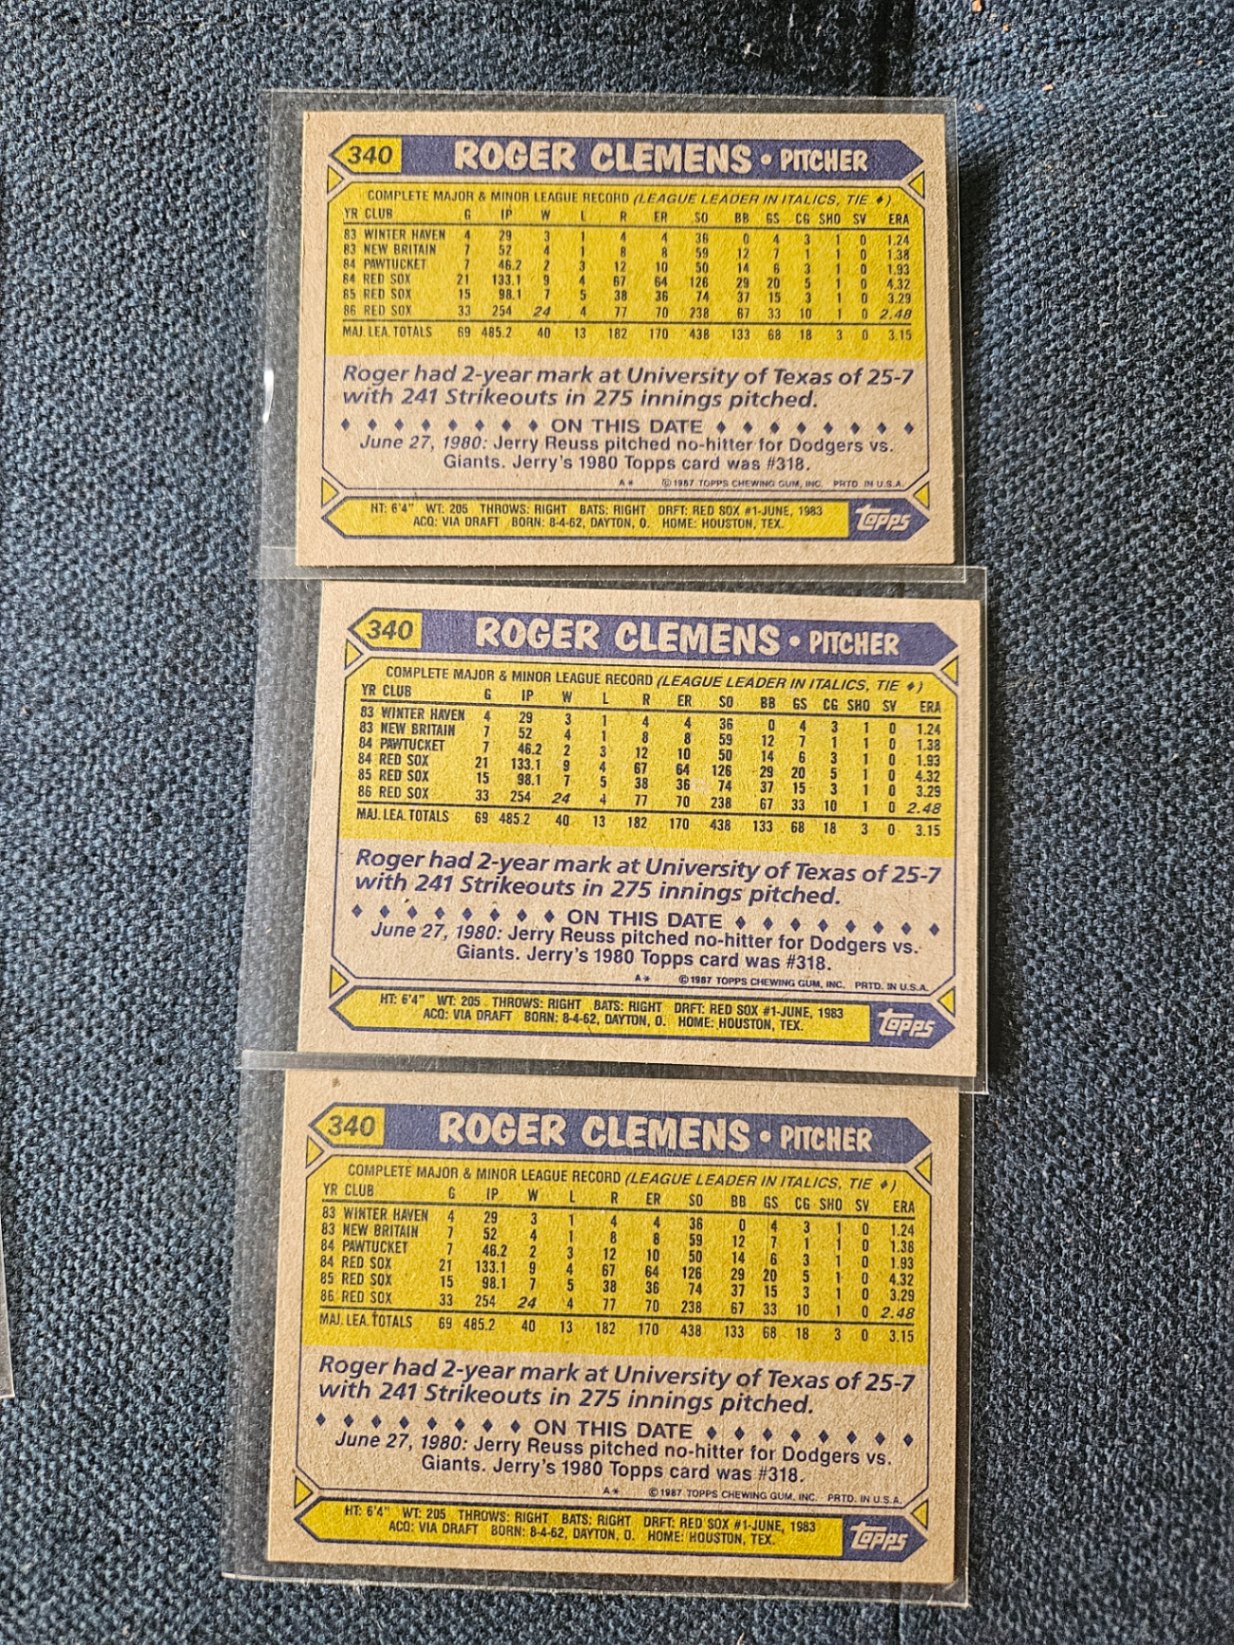 340 ROGER CLEMENS • PITCHER
COMPLETE MAJOR & MINOR LEAGUE RECORD (LEAGUE LEADER IN ITALICS, TIE ♦)
YR CLUB G IP W L R ER SO BB GS CG SHO SV ERA
83 WINTER HAVEN 4 29 3 1 4 4 36 0 4 3 1 0 1.24
83 NEW BRITAIN 7 52 4 1 8 8 59 12 7 1 1 0 1.38
84 PAWTUCKET 7 46.2 2 3 12 10 50 14 6 3 1 0 1.93
84 RED SOX 21 133.1 9 4 67 64 126 29 20 5 1 0 4.32
85 RED SOX 15 98.1 7 5 38 36 74 37 15 3 1 0 3.29
86 RED SOX 33 254 24 4 77 70 238 67 33 10 1 0 2.48
MAJ. LEA. TOTALS 69 485.2 40 13 182 170 438 133 68 18 3 0 3.15
Roger had 2-year mark at University of Texas of 25-7
with 241 Strikeouts in 275 innings pitched.
♦ ♦ ♦ ♦ ♦ ♦ ♦ ♦ ON THIS DATE ♦ ♦ ♦ ♦ ♦ ♦ ♦ ♦
June 27, 1980: Jerry Reuss pitched no-hitter for Dodgers vs.
Giants. Jerry's 1980 Topps card was #318.
A* © 1987 TOPPS CHEWING GUM, INC. PRTD. IN U.S.A.
HT: 6'4" WT: 205 THROWS: RIGHT BATS: RIGHT DRFT: RED SOX #1-JUNE, 1983
ACQ: VIA DRAFT BORN: 8-4-62, DAYTON, O. HOME: HOUSTON, TEX.
Topps
340 ROGER CLEMENS • PITCHER
COMPLETE MAJOR & MINOR LEAGUE RECORD (LEAGUE LEADER IN ITALICS, TIE ♦)
YR CLUB G IP W L R ER SO BB GS CG SHO SV ERA
83 WINTER HAVEN 4 29 3 1 4 4 36 0 4 3 1 0 1.24
83 NEW BRITAIN 7 52 4 1 8 8 59 12 7 1 1 0 1.38
84 PAWTUCKET 7 46.2 2 3 12 10 50 14 6 3 1 0 1.93
84 RED SOX 21 133.1 9 4 67 64 126 29 20 5 1 0 4.32
85 RED SOX 15 98.1 7 5 38 36 74 37 15 3 1 0 3.29
86 RED SOX 33 254 24 4 77 70 238 67 33 10 1 0 2.48
MAJ. LEA. TOTALS 69 485.2 40 13 182 170 438 133 68 18 3 0 3.15
Roger had 2-year mark at University of Texas of 25-7
with 241 Strikeouts in 275 innings pitched.
♦ ♦ ♦ ♦ ♦ ♦ ♦ ♦ ON THIS DATE ♦ ♦ ♦ ♦ ♦ ♦ ♦ ♦
June 27, 1980: Jerry Reuss pitched no-hitter for Dodgers vs.
Giants. Jerry's 1980 Topps card was #318.
A* © 1987 TOPPS CHEWING GUM, INC. PRTD. IN U.S.A.
HT: 6'4" WT: 205 THROWS: RIGHT BATS: RIGHT DRFT: RED SOX #1-JUNE, 1983
ACQ: VIA DRAFT BORN: 8-4-62, DAYTON, O. HOME: HOUSTON, TEX.
Topps
340 ROGER CLEMENS • PITCHER
COMPLETE MAJOR & MINOR LEAGUE RECORD (LEAGUE LEADER IN ITALICS, TIE ♦)
YR CLUB G IP W L R ER SO BB GS CG SHO SV ERA
83 WINTER HAVEN 4 29 3 1 4 4 36 0 4 3 1 0 1.24
83 NEW BRITAIN 7 52 4 1 8 8 59 12 7 1 1 0 1.38
84 PAWTUCKET 7 46.2 2 3 12 10 50 14 6 3 1 0 1.93
84 RED SOX 21 133.1 9 4 67 64 126 29 20 5 1 0 4.32
85 RED SOX 15 98.1 7 5 38 36 74 37 15 3 1 0 3.29
86 RED SOX 33 254 24 4 77 70 238 67 33 10 1 0 2.48
MAJ. LEA. TOTALS 69 485.2 40 13 182 170 438 133 68 18 3 0 3.15
Roger had 2-year mark at University of Texas of 25-7
with 241 Strikeouts in 275 innings pitched.
♦ ♦ ♦ ♦ ♦ ♦ ♦ ♦ ON THIS DATE ♦ ♦ ♦ ♦ ♦ ♦ ♦ ♦
June 27, 1980: Jerry Reuss pitched no-hitter for Dodgers vs.
Giants. Jerry's 1980 Topps card was #318.
A* © 1987 TOPPS CHEWING GUM, INC. PRTD. IN U.S.A.
HT: 6'4" WT: 205 THROWS: RIGHT BATS: RIGHT DRFT: RED SOX #1-JUNE, 1983
ACQ: VIA DRAFT BORN: 8-4-62, DAYTON, O. HOME: HOUSTON, TEX.
Topps